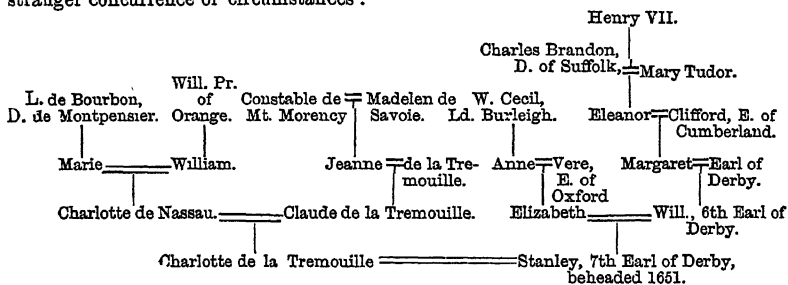 stranger concurrence of circumstances :
Henry VII.
Charles Brandon,
D. of Suffolk, Mary Tudor.
Will. Pr.
L. de Bourbon, of Constable de Madelen de W. Cecil,
D. de Montpensier. Orange. Mt. Morency Savoie. Ld. Burleigh. Eleanor Clifford, E. of
Cumberland.
Marie William. Jeanne de la Tre- Anne Vere, Margaret Earl of
mouille. E. of Derby.
Oxford
Charlotte de Nassau. Claude de la Tremouille. Elizabeth Will., 6th Earl of
Derby.
Charlotte de la Tremouille Stanley, 7th Earl of Derby,
beheaded 1651.